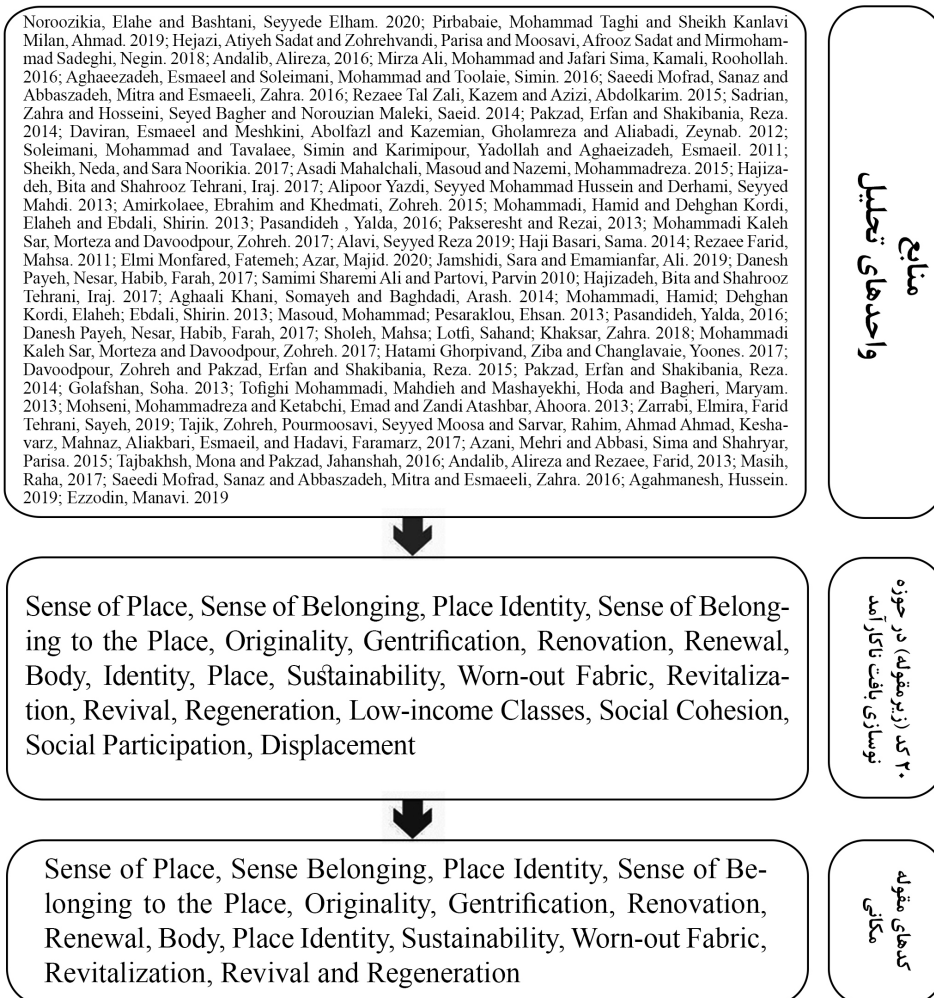 Noroozikia, Elahe and Bashtani, Seyyede Elham. 2020; Pirbabaie, Mohammad Taghi and Sheikh Kanlavi
Milan, Ahmad. 2019; Hejazi, Atiyeh Sadat and Zohrehvandi, Parisa and Moosavi, Afrooz Sadat and Mirmoham-
mad Sadeghi, Negin. 2018; Andalib, Alireza, 2016; Mirza Ali, Mohammad and Jafari Sima, Kamali, Roohollah.
2016; Aghaeezadeh, Esmaeel and Soleimani, Mohammad and Toolaie, Simin. 2016; Saeedi Mofrad, Sanaz and
Abbaszadeh, Mitra and Esmaeeli, Zahra. 2016; Rezaee Tal Zali, Kazem and Azizi, Abdolkarim. 2015; Sadrian,
Zahra and Hosseini, Seyed Bagher and Norouzian Maleki, Saeid. 2014; Pakzad, Erfan and Shakibania, Reza.
2014; Daviran, Esmaeel and Meshkini, Abolfazl and Kazemian, Gholamreza and Aliabadi, Zeynab. 2012;
Soleimani, Mohammad and Tavalaee, Simin and Karimipour, Yadollah and Aghaeizadeh, Esmaeil. 2011;
Sheikh, Neda, and Sara Noorikia. 2017; Asadi Mahalchali, Masoud and Nazemi, Mohammadreza. 2015; Hajiza-
deh, Bita and Shahrooz Tehrani, Iraj. 2017; Alipoor Yazdi, Seyyed Mohammad Hussein and Derhami, Seyyed
Mahdi. 2013; Amirkolaee, Ebrahim and Khedmati, Zohreh. 2015; Mohammadi, Hamid and Dehghan Kordi,
Elaheh and Ebdali, Shirin. 2013; Pasandideh , Yalda, 2016; Pakseresht and Rezai, 2013; Mohammadi Kaleh
Sar, Morteza and Davoodpour, Zohreh. 2017; Alavi, Seyyed Reza 2019; Haji Basari, Sama. 2014; Rezaee Farid,
Mahsa. 2011; Elmi Monfared, Fatemeh; Azar, Majid. 2020; Jamshidi, Sara and Emamianfar, Ali. 2019; Danesh
Payeh, Nesar, Habib, Farah, 2017; Samimi Sharemi Ali and Partovi, Parvin 2010; Hajizadeh, Bita and Shahrooz
Tehrani, Iraj. 2017; Aghaali Khani, Somayeh and Baghdadi, Arash. 2014; Mohammadi, Hamid; Dehghan
Kordi, Elaheh; Ebdali, Shirin. 2013; Masoud, Mohammad; Pesaraklou, Ehsan. 2013; Pasandideh, Yalda, 2016;
Danesh Payeh, Nesar, Habib, Farah, 2017; Sholeh, Mahsa; Lotfi, Sahand; Khaksar, Zahra. 2018; Mohammadi
Kaleh Sar, Morteza and Davoodpour, Zohreh. 2017; Hatami Ghorpivand, Ziba and Changlavaie, Yoones. 2017;
Davoodpour, Zohreh and Pakzad, Erfan and Shakibania, Reza. 2015; Pakzad, Erfan and Shakibania, Reza.
2014; Golafshan, Soha. 2013; Tofighi Mohammadi, Mahdieh and Mashayekhi, Hoda and Bagheri, Maryam.
2013; Mohseni, Mohammadreza and Ketabchi, Emad and Zandi Atashbar, Ahoora. 2013; Zarrabi, Elmira, Farid
Tehrani, Sayeh, 2019; Tajik, Zohreh, Pourmoosavi, Seyyed Moosa and Sarvar, Rahim, Ahmad Ahmad, Kesha-
varz, Mahnaz, Aliakbari, Esmaeil, and Hadavi, Faramarz, 2017; Azani, Mehri and Abbasi, Sima and Shahryar,
Parisa. 2015; Tajbakhsh, Mona and Pakzad, Jahanshah, 2016; Andalib, Alireza and Rezaee, Farid, 2013; Masih,
Raha, 2017; Saeedi Mofrad, Sanaz and Abbaszadeh, Mitra and Esmaeeli, Zahra. 2016; Agahmanesh, Hussein.
2019; Ezzodin, Manavi. 2019
منابع
واحدهای تحلیل
Sense of Place, Sense of Belonging, Place Identity, Sense of Belong-
ing to the Place, Originality, Gentrification, Renovation, Renewal,
Body, Identity, Place, Sustainability, Worn-out Fabric, Revitaliza-
tion, Revival, Regeneration, Low-income Classes, Social Cohesion,
Social Participation, Displacement
۲۰ کد (زیرمقوله) در حوزه
نوسازی بافت ناکارآمد
Sense of Place, Sense Belonging, Place Identity, Sense of Be-
longing to the Place, Originality, Gentrification, Renovation,
Renewal, Body, Place Identity, Sustainability, Worn-out Fabric,
Revitalization, Revival and Regeneration
کدهای مقوله
مکانی